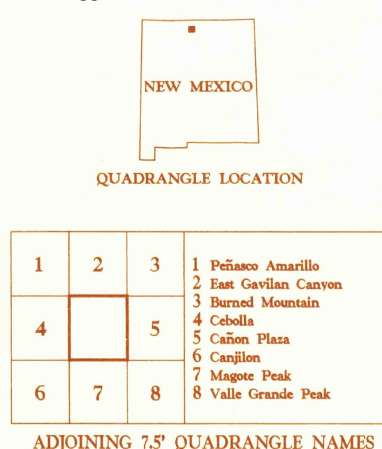 NEW MEXICO
QUADRANGLE LOCATION
1 2 3
4 5
6 7 8
1 Peñasco Amarillo
2 East Gavilan Canyon
3 Burned Mountain
4 Cebolla
5 Cañon Plaza
6 Canjilon
7 Magote Peak
8 Valle Grande Peak
ADJOINING 7.5' QUADRANGLE NAMES